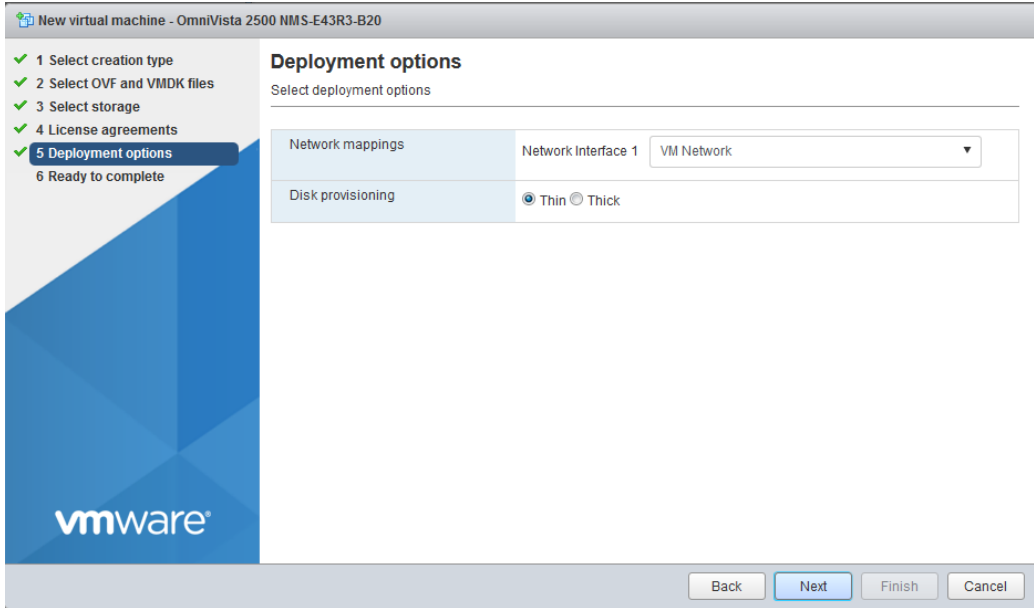 New virtual machine - OmniVista 2500 NMS-E43R3-B20
1 Select creation type
2 Select OVF and VMDK files
3 Select storage
4 License agreements
5 Deployment options
6 Ready to complete
Deployment options
Select deployment options
Network mappings
Network Interface 1 VM Network
Disk provisioning
Thin Thick
vmware®
Back Next Finish Cancel